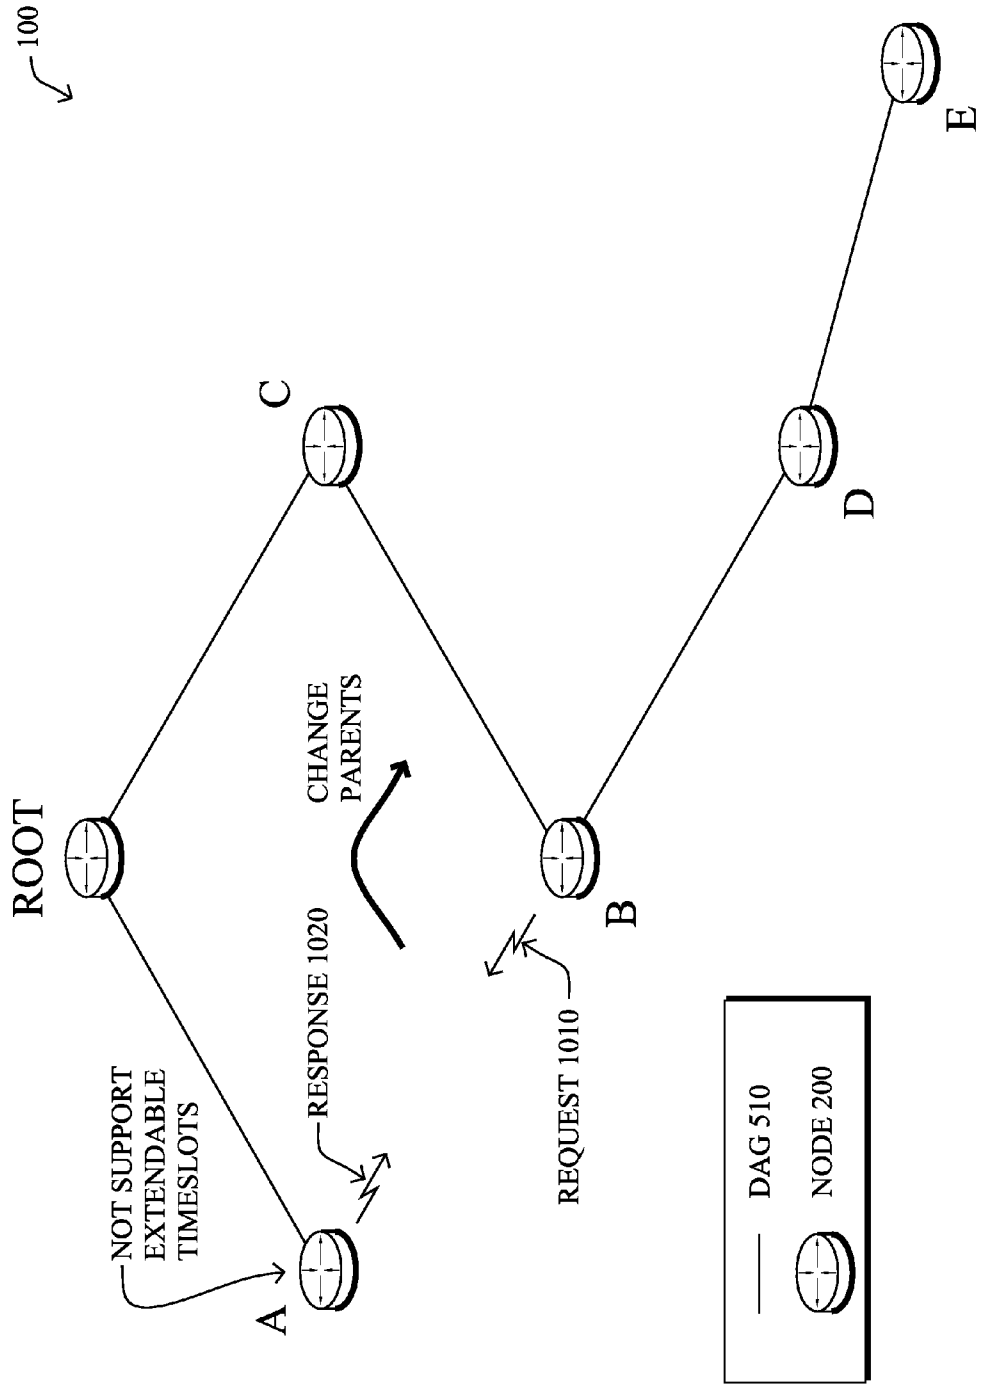 100
ROOT
NOT SUPPORT
EXTENDABLE
TIMESLOTS
A
RESPONSE 1020
CHANGE
PARENTS
C
REQUEST 1010
B
D
E
DAG 510
NODE 200